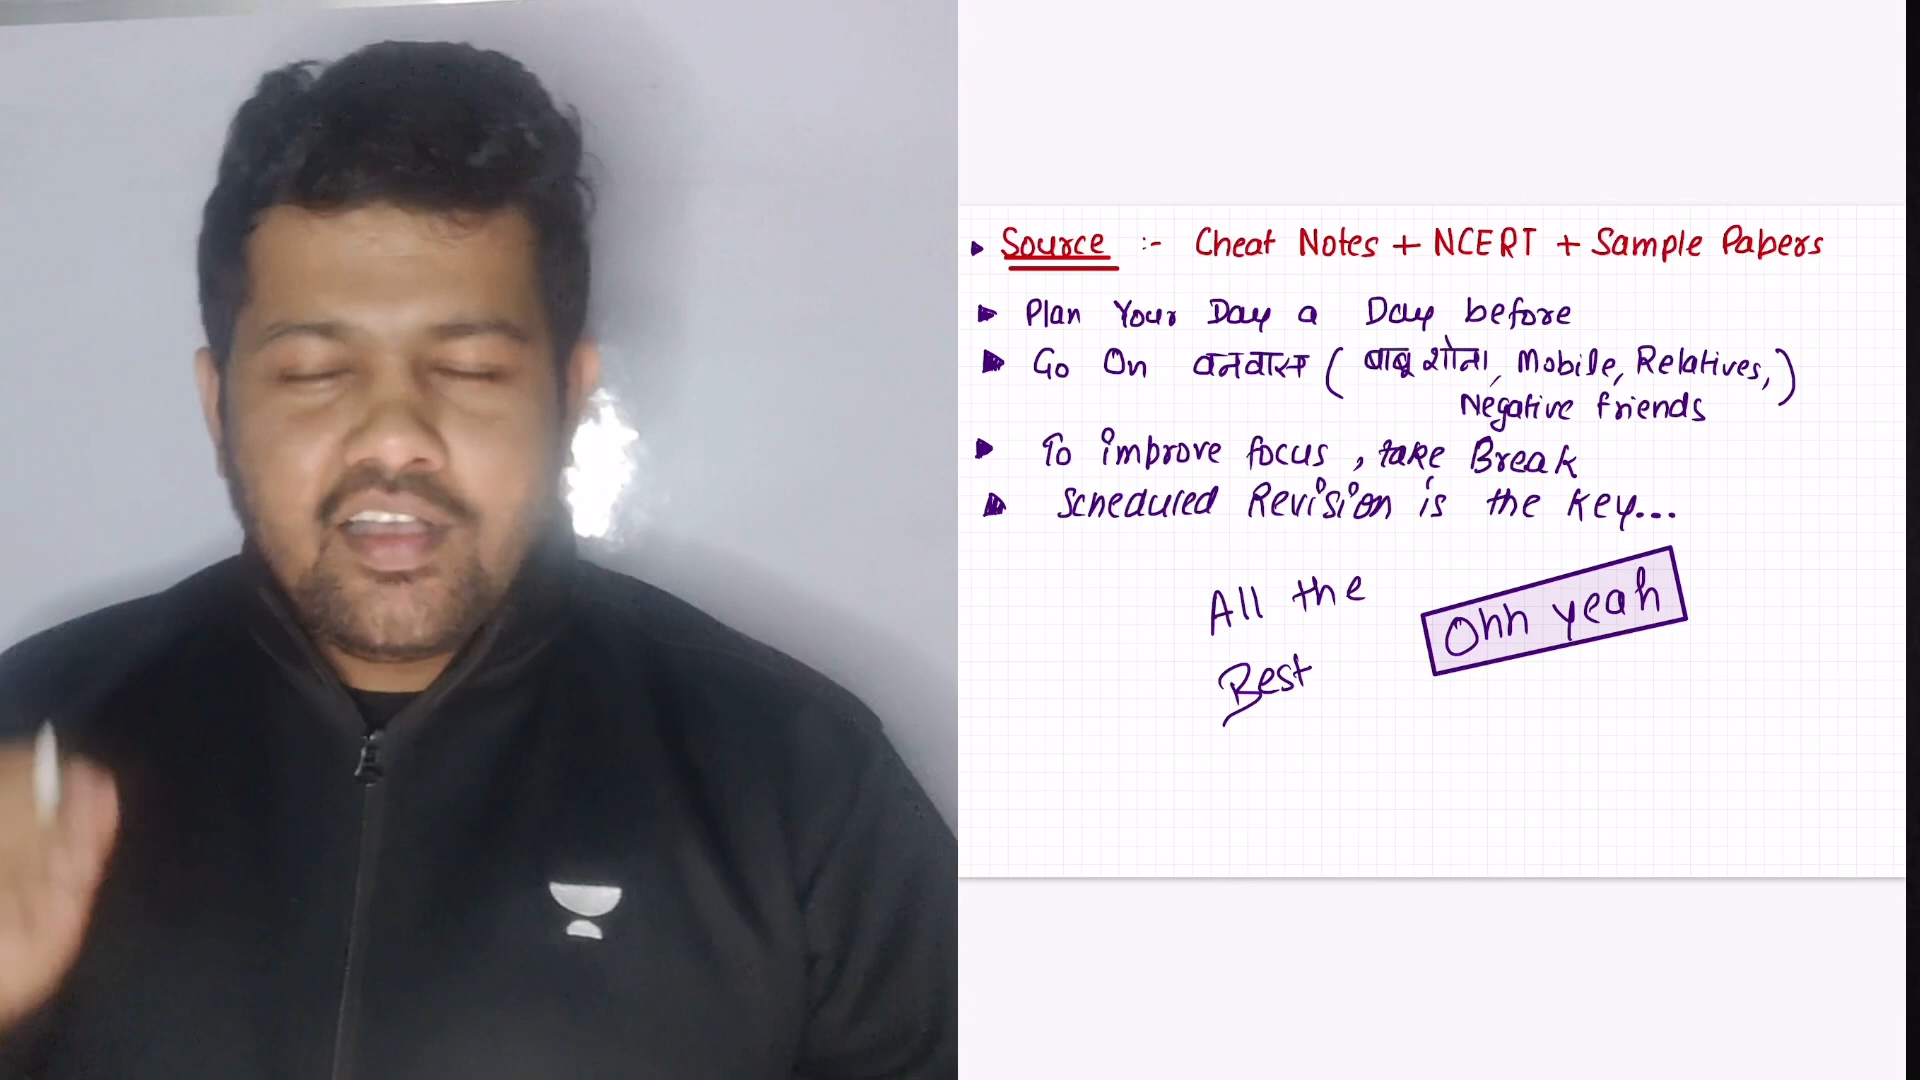 Source :- Cheat Notes + NCERT + Sample Papers
Plan Your Day a Day before
Go On वनवास ( बाबू शोना, Mobile, Relatives, )
Negative friends
To improve focus, take Break
Scheduled Revision is the Key...
All the
Best
Ohh yeah